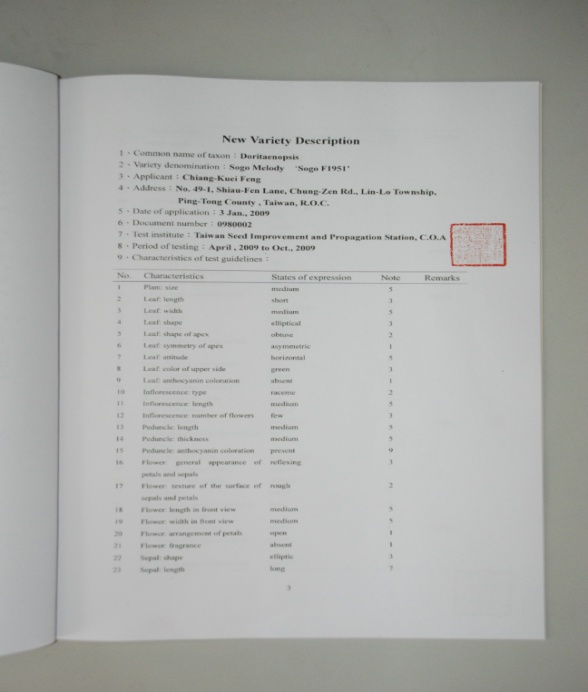 New Variety Description
1、Common name of taxon：Doritaenopsis
2、Variety denomination：Sogo Melody 'Sogo F1951'
3、Applicant：Chiang-Kuei Feng
4、Address：No. 49-1, Shiau-Fen Lane, Chung-Zen Rd., Lin-Lo Township,
Ping-Tong County , Taiwan, R.O.C.
5、Date of application：3 Jan., 2009
6、Document number：0980002
7、Test institute：Taiwan Seed Improvement and Propagation Station, C.O.A
8、Period of testing：April , 2009 to Oct., 2009
9、Characteristics of test guidelines：
No. Characteristics States of expression Note Remarks
1 Plant: size medium 5
2 Leaf: length short 3
3 Leaf: width medium 5
4 Leaf: shape elliptical 3
5 Leaf: shape of apex obtuse 2
6 Leaf: symmetry of apex asymmetric 1
7 Leaf: attitude horizontal 5
8 Leaf: color of upper side green 3
9 Leaf: anthocyanin coloration absent 1
10 Inflorescence: type raceme 2
11 Inflorescence: length medium 5
12 Inflorescence: number of flowers few 3
13 Peduncle: length medium 5
14 Peduncle: thickness medium 5
15 Peduncle: anthocyanin coloration present 9
16 Flower: general appearance of reflexing 3
petals and sepals
17 Flower: texture of the surface of rough 2
sepals and petals
18 Flower: length in front view medium 5
19 Flower: width in front view medium 5
20 Flower: arrangement of petals open 1
21 Flower: fragrance absent 1
22 Sepal: shape elliptic 3
23 Sepal: length long 7
3